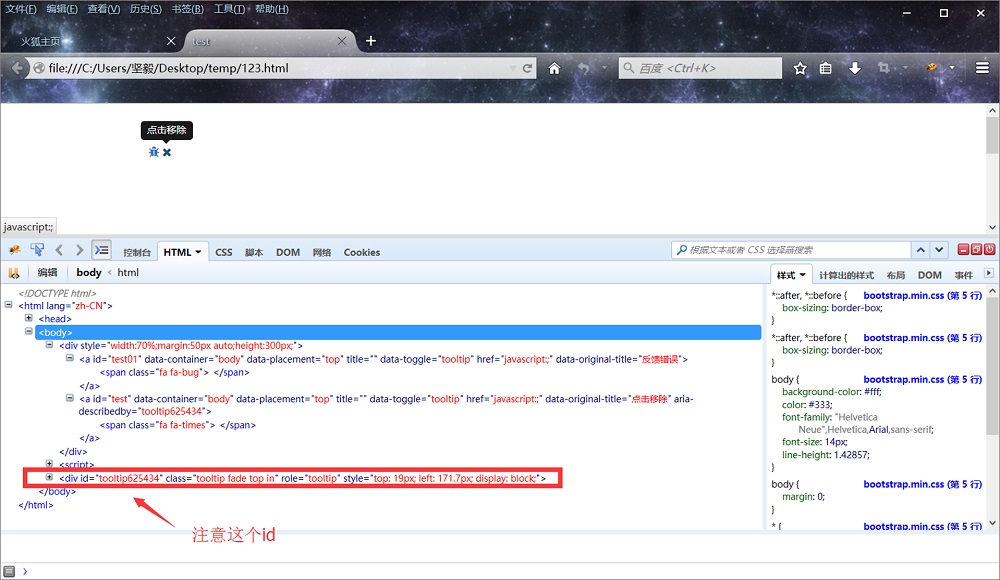 文件(F) 编辑(E) 查看(V) 历史(S) 书签(B) 工具(T) 帮助(H)
火狐主页 test
file:///C:/Users/坚毅/Desktop/temp/123.html 百度 <Ctrl+K>
点击移除
javascript:;
控制台 HTML CSS 脚本 DOM 网络 Cookies 根据文本或者 CSS 选择器搜索
编辑 body < html 样式 计算出的样式 布局 DOM 事件
<!DOCTYPE html>
<html lang="zh-CN">
<head>
<body>
<div style="width:70%;margin:50px auto;height:300px;">
<a id="test01" data-container="body" data-placement="top" title="" data-toggle="tooltip" href="javascript:;" data-original-title="反馈错误">
<span class="fa fa-bug"> </span>
</a>
<a id="test" data-container="body" data-placement="top" title="" data-toggle="tooltip" href="javascript:;" data-original-title="点击移除" aria-
describedby="tooltip625434">
<span class="fa fa-times"> </span>
</a>
</div>
<script>
<div id="tooltip625434" class="tooltip fade top in" role="tooltip" style="top: 19px; left: 171.7px; display: block;">
</body>
</html>
注意这个id
*::after, *::before { bootstrap.min.css (第 5 行)
box-sizing: border-box;
}
*::after, *::before { bootstrap.min.css (第 5 行)
box-sizing: border-box;
}
body { bootstrap.min.css (第 5 行)
background-color: #fff;
color: #333;
font-family: "Helvetica
Neue",Helvetica,Arial,sans-serif;
font-size: 14px;
line-height: 1.42857;
}
body { bootstrap.min.css (第 5 行)
margin: 0;
}
* { bootstrap.min.css (第 5 行)